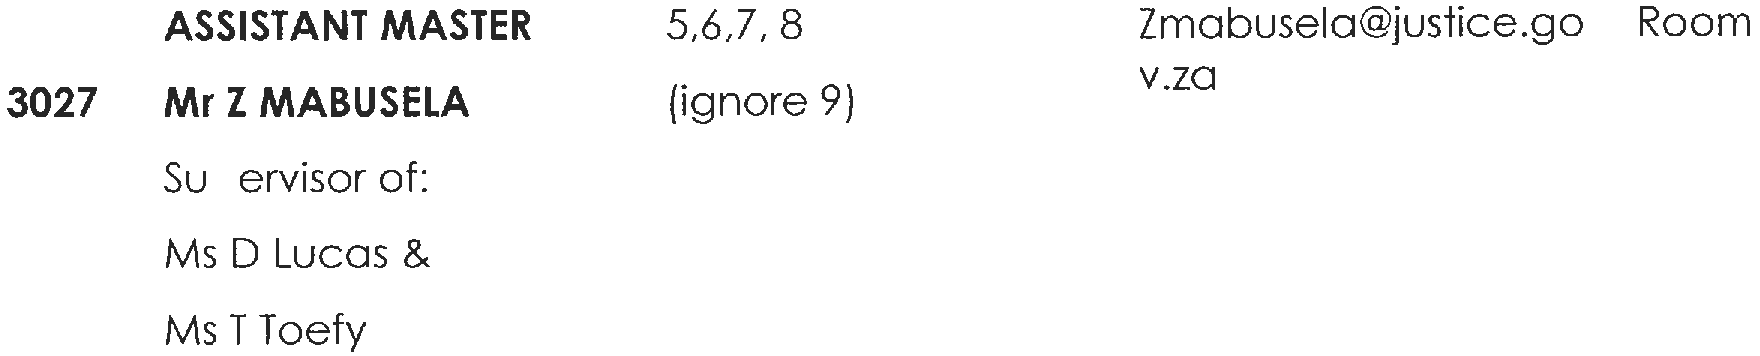 ASSISTANT MASTER 5,6,7, 8 Zmabusela@justice.go Room
v.za
3027 Mr Z MABUSELA (ignore 9)
Su ervisor of:
Ms D Lucas &
Ms T Toefy